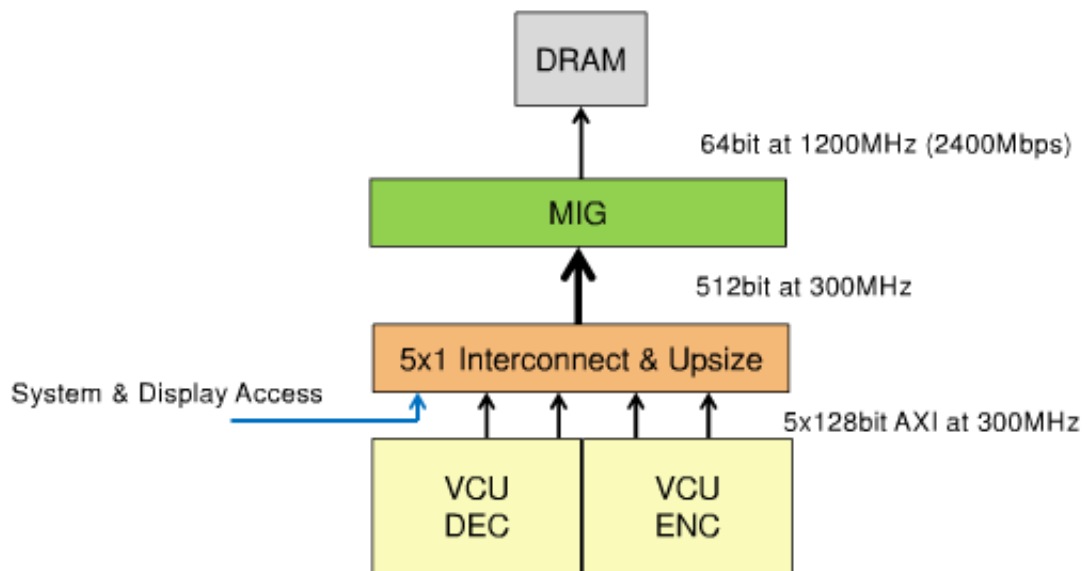 DRAM
64bit at 1200MHz (2400Mbps)
MIG
512bit at 300MHz
5x1 Interconnect & Upsize
System & Display Access
5x128bit AXI at 300MHz
VCU
DEC
VCU
ENC